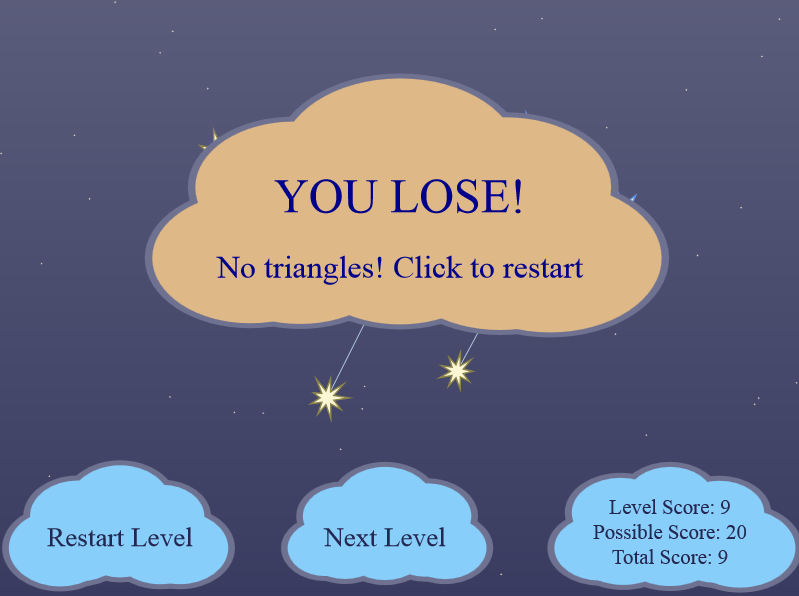 YOU LOSE!
No triangles! Click to restart
Restart Level
Next Level
Level Score: 9
Possible Score: 20
Total Score: 9